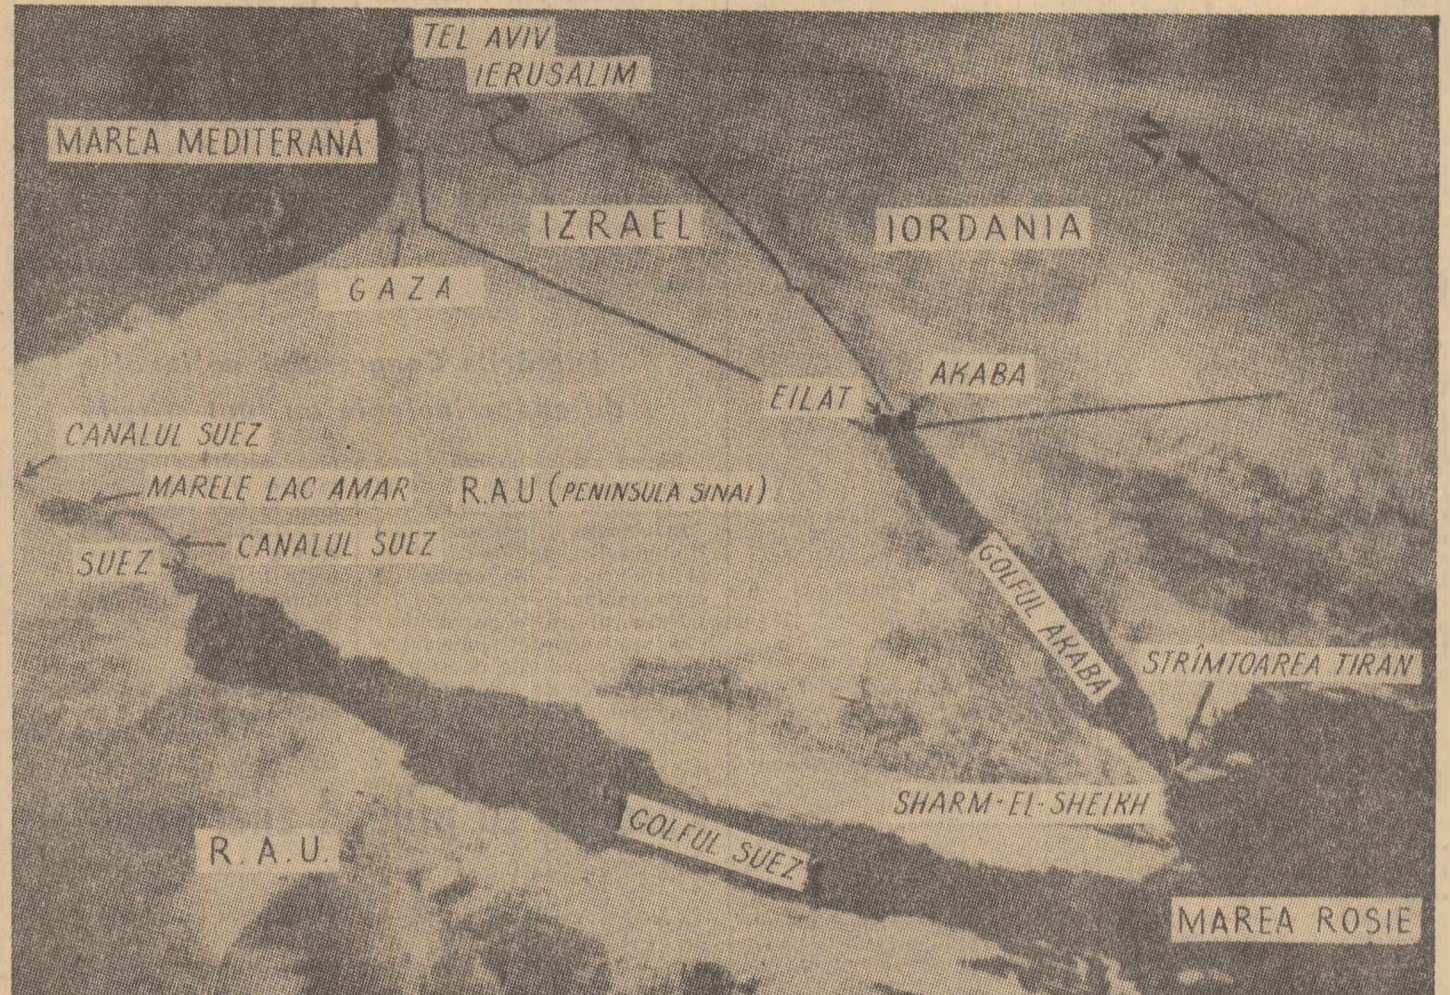 TEL AVIV
IERUSALIM
MAREA MEDITERANĂ
N
IZRAEL
IORDANIA
GAZA
AKABA
EILAT
CANALUL SUEZ
MARELE LAC AMAR
R.A.U. (PENINSULA SINAI)
CANALUL SUEZ
SUEZ
GOLFUL AKABA
STRÎMTOAREA TIRAN
SHARM-EL-SHEIKH
GOLFUL SUEZ
R.A.U.
MAREA ROSIE